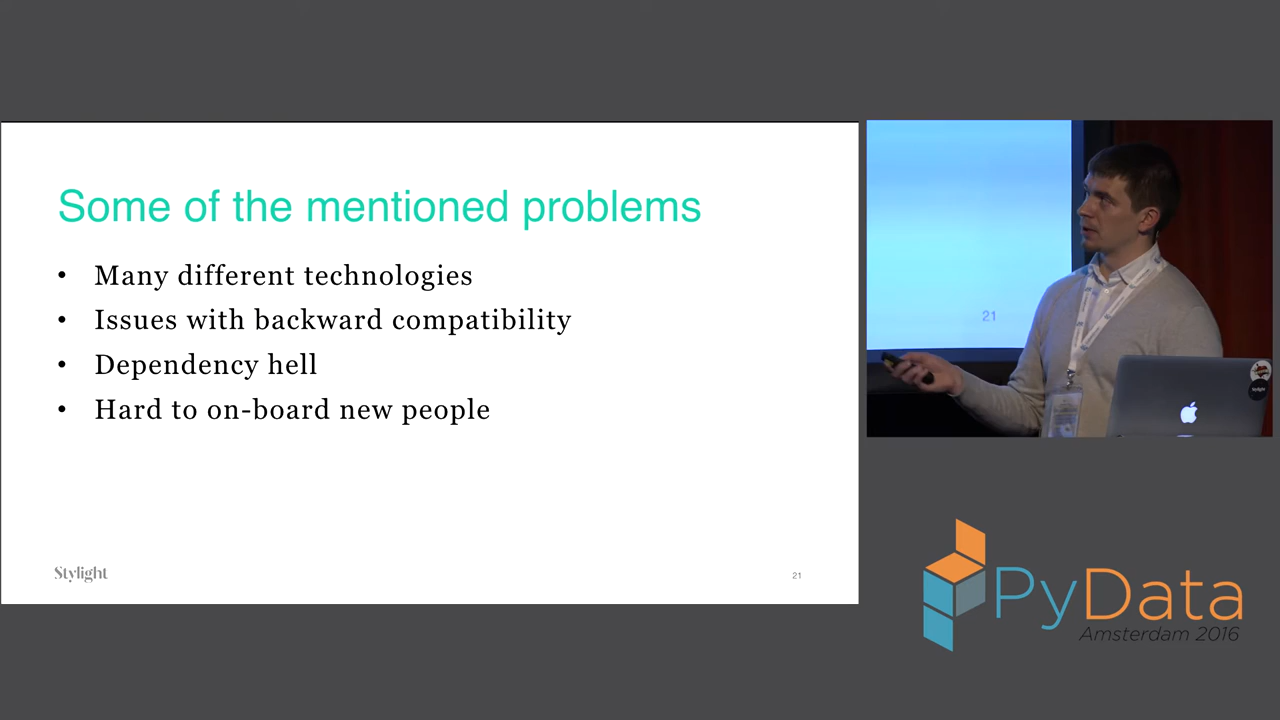 Some of the mentioned problems
• Many different technologies
• Issues with backward compatibility
• Dependency hell
• Hard to on-board new people
Stylight
21
21
PyData
Amsterdam 2016